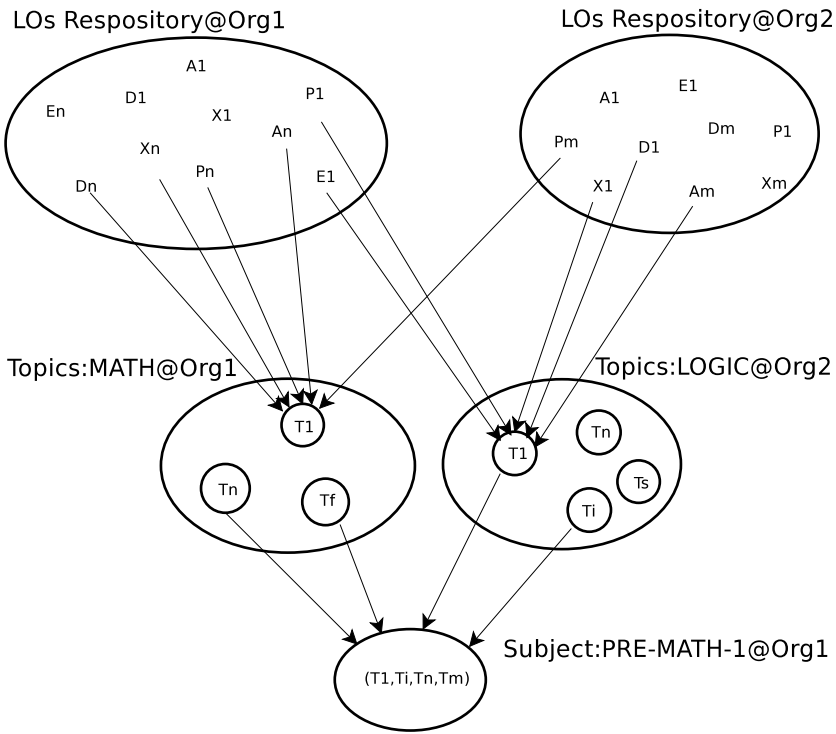 LOs Respository@Org1
LOs Respository@Org2
A1
En
D1
X1
P1
An
Xn
Pn
Dn
E1
A1
E1
Dm
P1
Pm
D1
X1
Am
Xm
Topics:MATH@Org1
Topics:LOGIC@Org2
T1
Tn
Tf
T1
Tn
Ts
Ti
Subject:PRE-MATH-1@Org1
(T1,Ti,Tn,Tm)